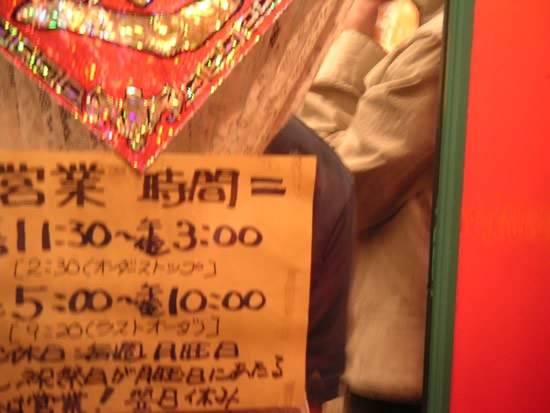 営業 時間=
11:30〜 3:00
[2:30(オーダーストップ)]
5:00〜 10:00
[9:20(ラストオーダー)]
休日:毎週月曜日
祝祭日が月曜日にあたる
は営業! 翌日休み